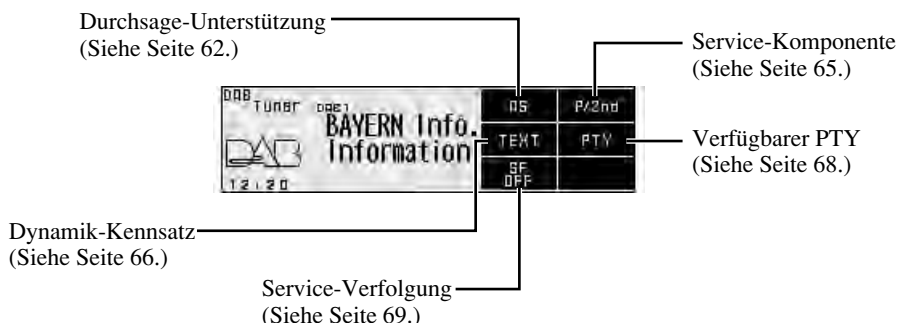 Durchsage-Unterstützung
(Siehe Seite 62.)
Service-Komponente
(Siehe Seite 65.)
DAB
Tuner
DAB1
BAYERN Info.
Information
DAB
12:20
AS
P/2nd
TEXT
PTY
SF
OFF
Verfügbarer PTY
(Siehe Seite 68.)
Dynamik-Kennsatz
(Siehe Seite 66.)
Service-Verfolgung
(Siehe Seite 69.)